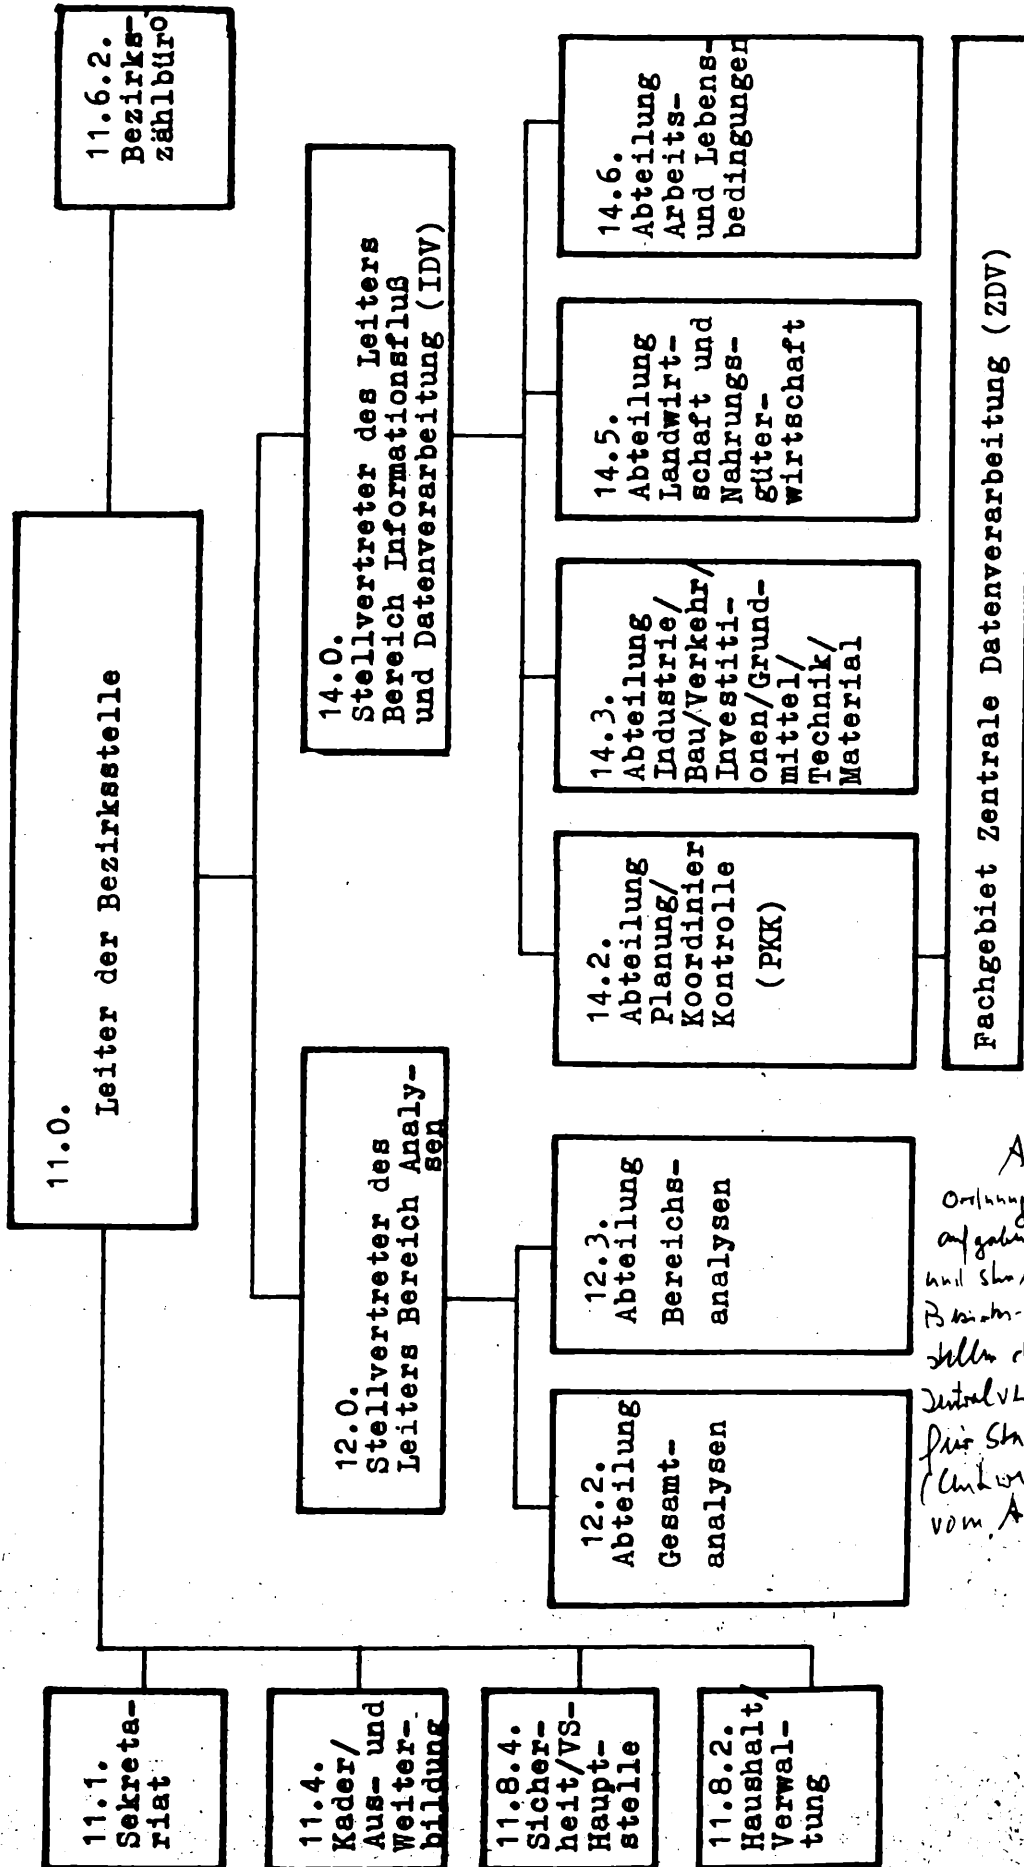 11.0.
Leiter der Bezirksstelle
11.6.2.
Bezirks-
zählbüro
11.1.
Sekreta-
riat
11.4.
Kader/
Aus- und
Weiter-
bildung
11.8.4.
Sicher-
heit/VS-
Haupt-
stelle
11.8.2.
Haushalt/
Verwal-
tung
12.0.
Stellvertreter des
Leiters Bereich Analy-
sen
14.0.
Stellvertreter des Leiters
Bereich Informationsfluß
und Datenverarbeitung (IDV)
12.2.
Abteilung
Gesamt-
analysen
12.3.
Abteilung
Bereichs-
analysen
14.2.
Abteilung
Planung/
Koordinier
Kontrolle
(PKK)
14.3.
Abteilung
Industrie/
Bau/Verkehr/
Investiti-
onen/Grund-
mittel/
Technik/
Material
14.5.
Abteilung
Landwirt-
schaft und
Nahrungs-
güter-
wirtschaft
14.6.
Abteilung
Arbeits-
und Lebens-
bedingungen
Fachgebiet Zentrale Datenverarbeitung (ZDV)
A
Ordnung
aufgaben
und
für
vom A